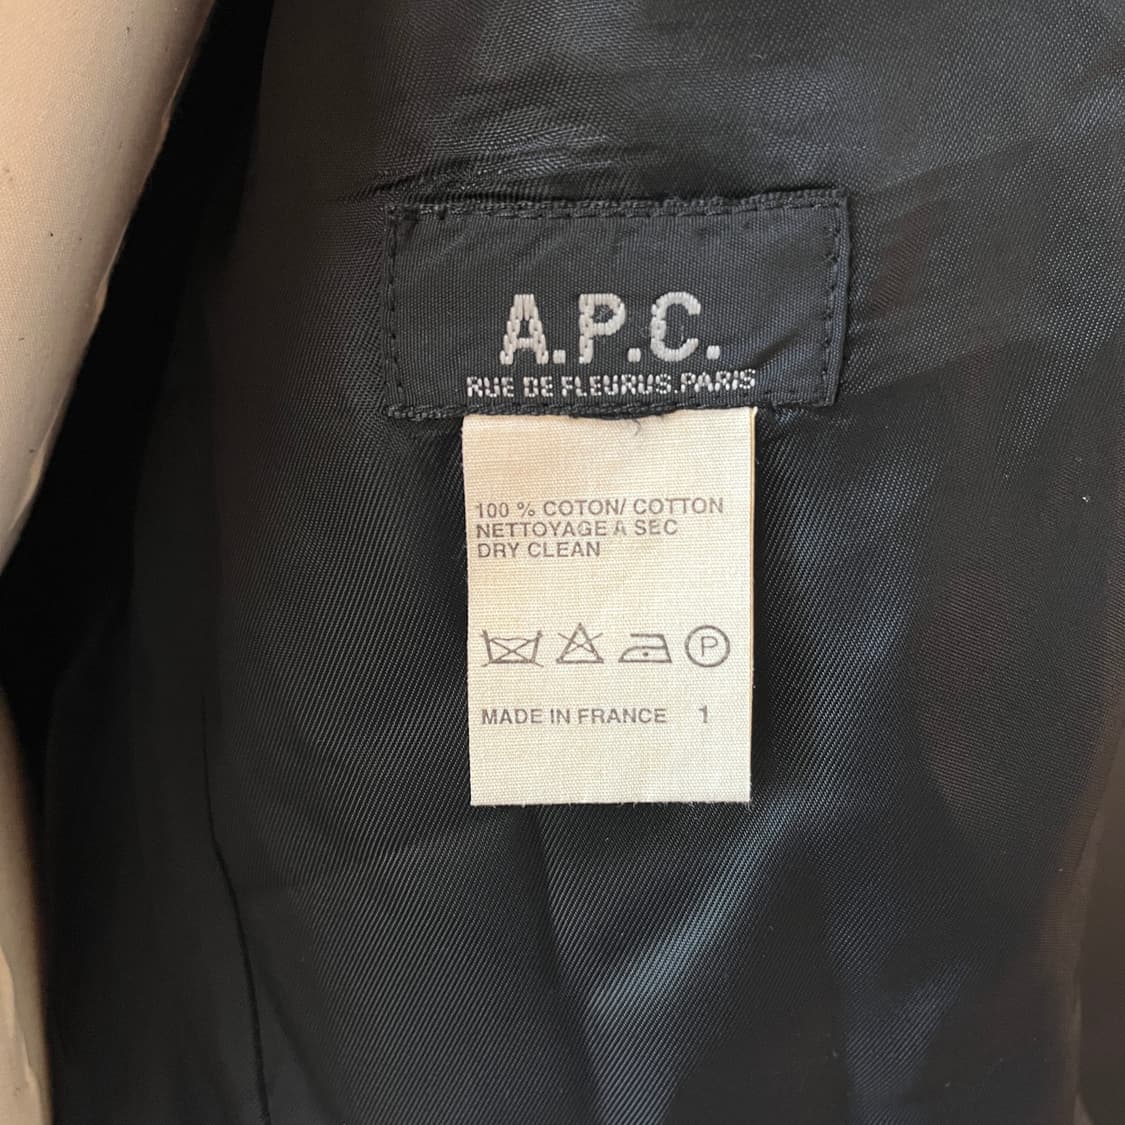 A.P.C.
RUE DE FLEURUS.PARIS
100 % COTON/ COTTON
NETTOYAGE A SEC
DRY CLEAN
P
MADE IN FRANCE 1